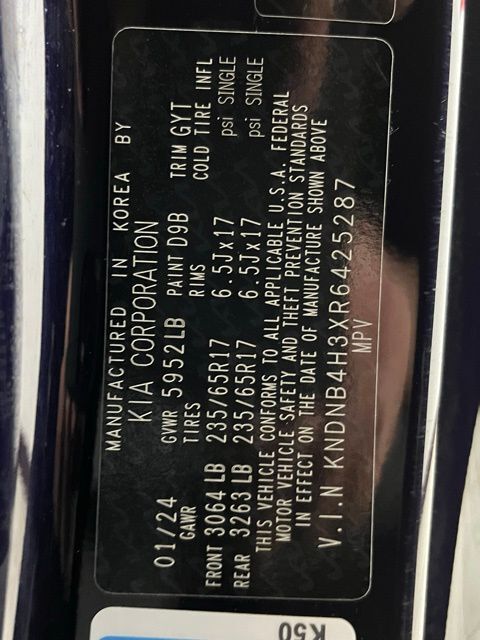 MANUFACTURED IN KOREA BY
KIA CORPORATION
01/24 GVWR 5952LB PAINT D9B TRIM GYT
GAWR TIRES RIMS COLD TIRE INFL
FRONT 3064 LB 235/65R17 6.5Jx17 psi SINGLE
REAR 3263 LB 235/65R17 6.5Jx17 psi SINGLE
THIS VEHICLE CONFORMS TO ALL APPLICABLE U.S.A. FEDERAL
MOTOR VEHICLE SAFETY AND THEFT PREVENTION STANDARDS
IN EFFECT ON THE DATE OF MANUFACTURE SHOWN ABOVE
V.I.N KNDNB4H3XR6425287
MPV
K50